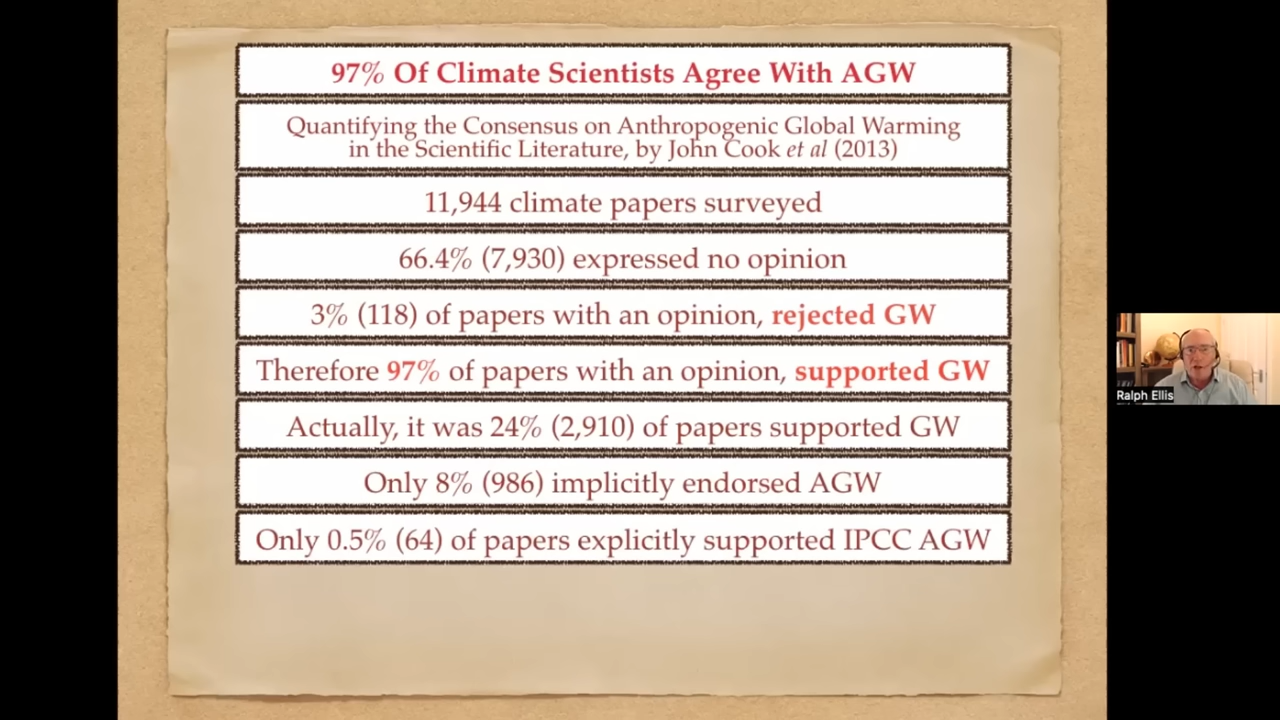 97% Of Climate Scientists Agree With AGW
Quantifying the Consensus on Anthropogenic Global Warming
in the Scientific Literature, by John Cook et al (2013)
11,944 climate papers surveyed
66.4% (7,930) expressed no opinion
3% (118) of papers with an opinion, rejected GW
Therefore 97% of papers with an opinion, supported GW
Actually, it was 24% (2,910) of papers supported GW
Only 8% (986) implicitly endorsed AGW
Only 0.5% (64) of papers explicitly supported IPCC AGW
Ralph Ellis